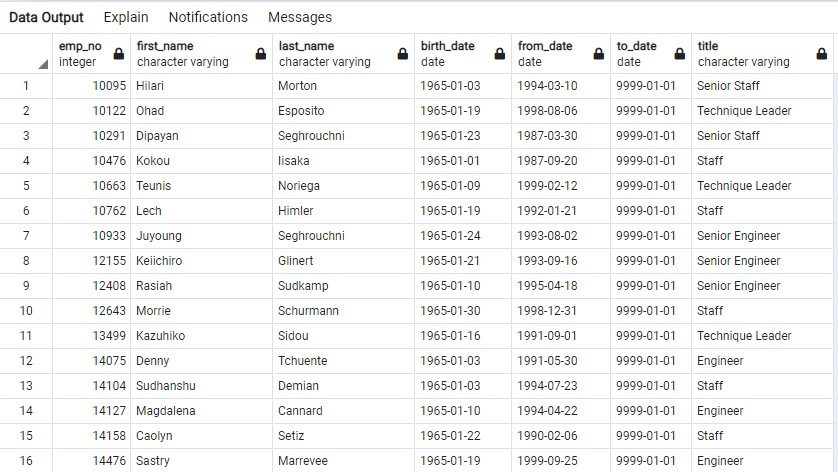 Data Output Explain Notifications Messages
emp_no integer first_name character varying last_name character varying birth_date date from_date date to_date date title character varying
1 10095 Hilari Morton 1965-01-03 1994-03-10 9999-01-01 Senior Staff
2 10122 Ohad Esposito 1965-01-19 1998-08-06 9999-01-01 Technique Leader
3 10291 Dipayan Seghrouchni 1965-01-23 1987-03-30 9999-01-01 Senior Staff
4 10476 Kokou Iisaka 1965-01-01 1987-09-20 9999-01-01 Staff
5 10663 Teunis Noriega 1965-01-09 1999-02-12 9999-01-01 Technique Leader
6 10762 Lech Himler 1965-01-19 1992-01-21 9999-01-01 Staff
7 10933 Juyoung Seghrouchni 1965-01-24 1993-08-02 9999-01-01 Senior Engineer
8 12155 Keiichiro Glinert 1965-01-21 1993-09-16 9999-01-01 Senior Engineer
9 12408 Rasiah Sudkamp 1965-01-10 1995-04-18 9999-01-01 Senior Engineer
10 12643 Morrie Schurmann 1965-01-30 1998-12-31 9999-01-01 Staff
11 13499 Kazuhiko Sidou 1965-01-16 1991-09-01 9999-01-01 Technique Leader
12 14075 Denny Tchuente 1965-01-03 1991-05-30 9999-01-01 Engineer
13 14104 Sudhanshu Demian 1965-01-03 1994-07-23 9999-01-01 Staff
14 14127 Magdalena Cannard 1965-01-10 1994-04-22 9999-01-01 Engineer
15 14158 Caolyn Setiz 1965-01-22 1990-02-06 9999-01-01 Staff
16 14476 Sastry Marrevee 1965-01-19 1999-09-25 9999-01-01 Engineer